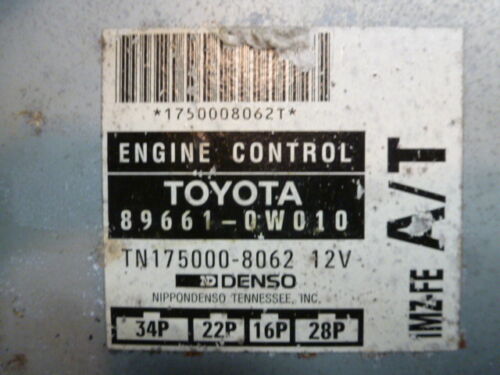 *1750008062T*
ENGINE CONTROL
TOYOTA
89661-0W010
TN175000-8062 12V
ND DENSO
NIPPONDENSO TENNESSEE, INC.
34P 22P 16P 28P
1MZ-FE A/T